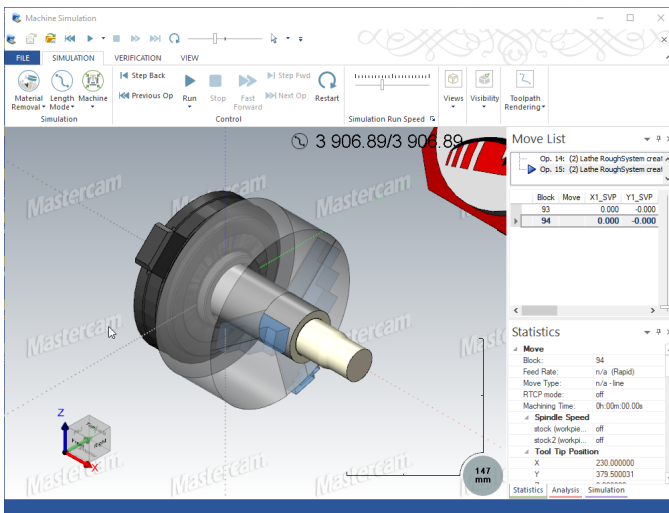 Machine Simulation
FILE SIMULATION VERIFICATION VIEW
Material Removal Length Mode Machine
Simulation
Step Back
Previous Op
Run Stop Fast Forward
Step Fwd
Next Op
Restart
Control
Simulation Run Speed
Views Visibility Toolpath Rendering
3 906.89/3 906.89
Mastercam
Mastercam
Mastercam
Mastercam
Mastercam
Mastercam
Mastercam
Z
X
Right
147
mm
Move List
Op. 14: (2) Lathe RoughSystem creat
Op. 15: (2) Lathe RoughSystem creat
Block Move X1_SVP Y1_SVP
93 0.000 -0.000
94 0.000 -0.000
Statistics
Move
Block: 94
Feed Rate: n/a (Rapid)
Move Type: n/a - line
RTCP mode: off
Machining Time: 0h:00m:00.00s
Spindle Speed
stock (workpie... off
stock2 (workpi... off
Tool Tip Position
X 230.000000
Y 379.500031
Statistics Analysis Simulation